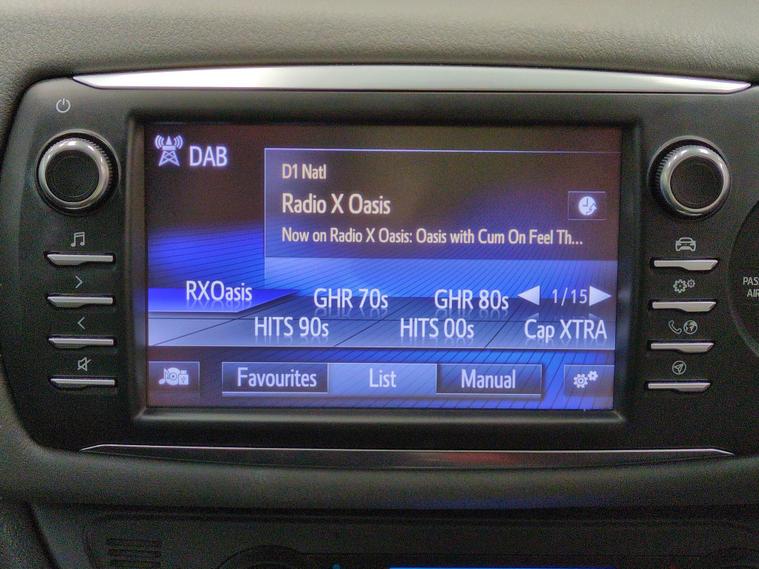 DAB
D1 Natl
Radio X Oasis
Now on Radio X Oasis: Oasis with Cum On Feel Th...
RXOasis GHR 70s GHR 80s 1/15
HITS 90s HITS 00s Cap XTRA
Favourites List Manual